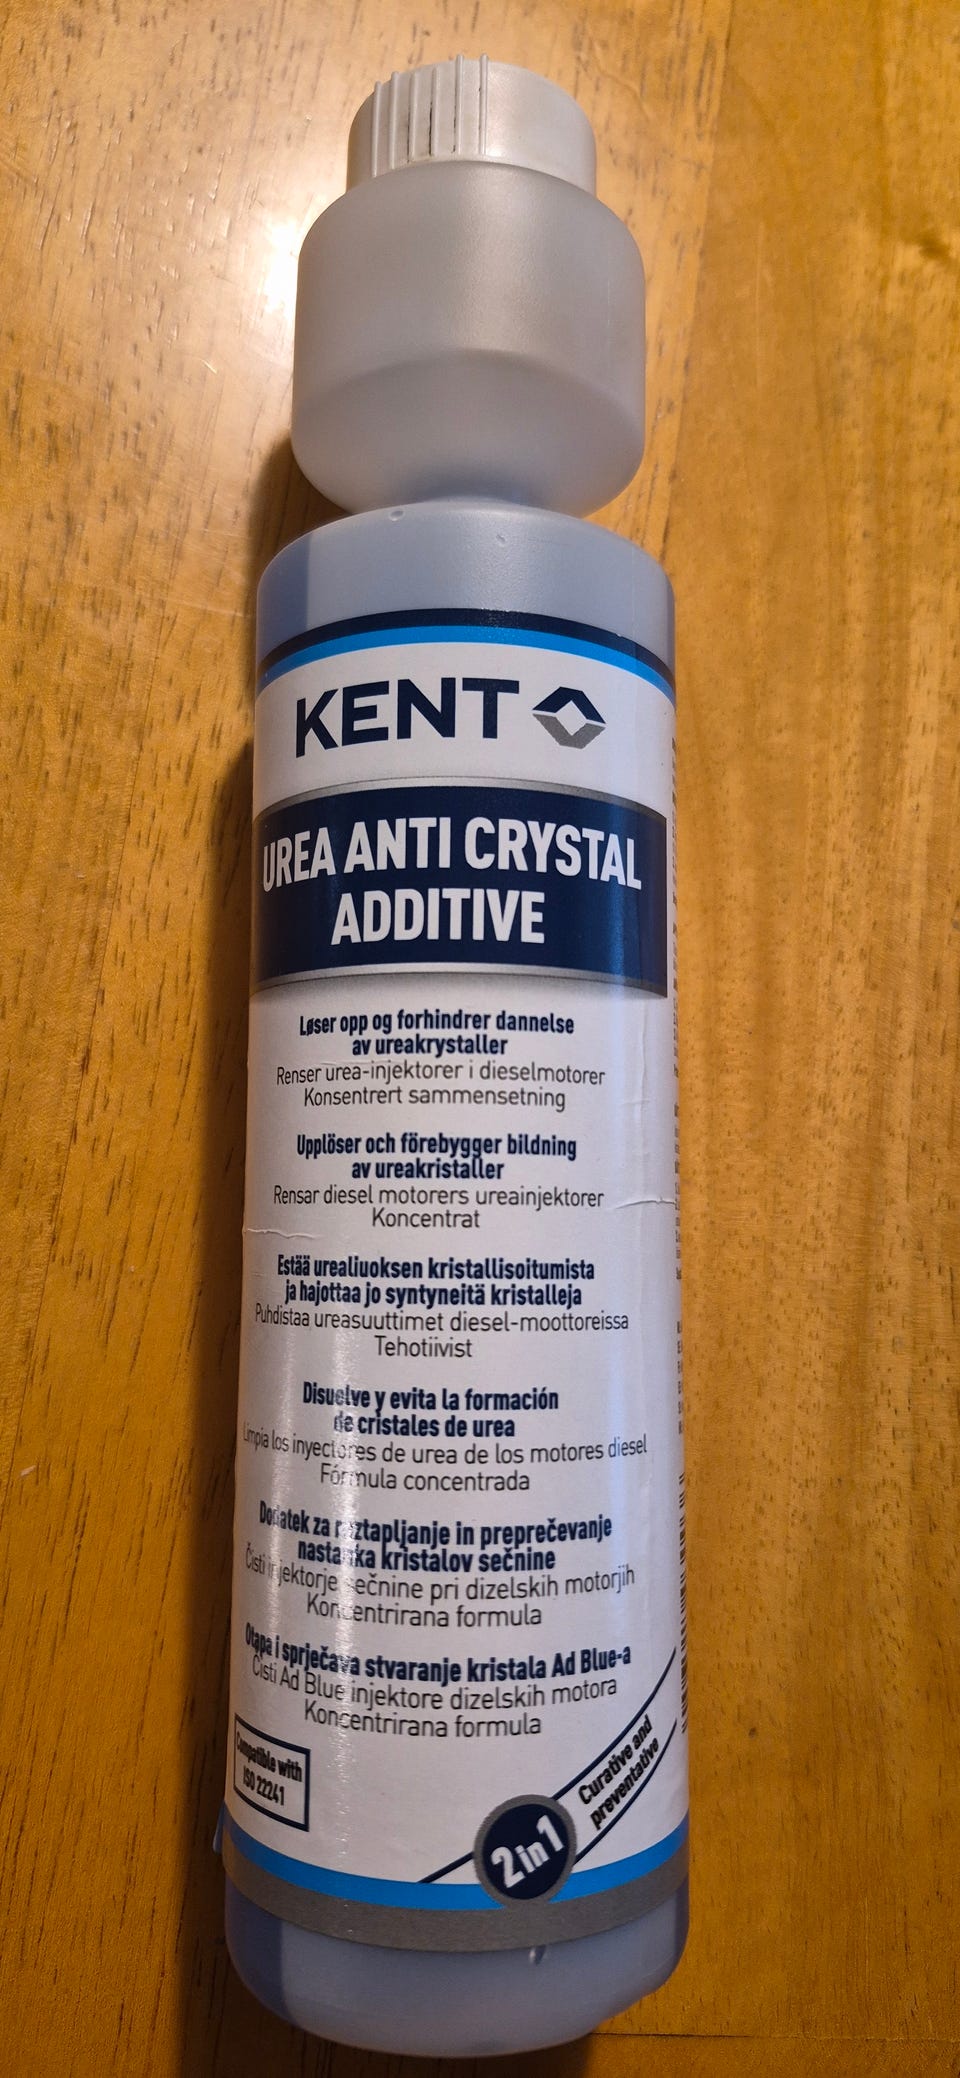 KENT
UREA ANTI CRYSTAL
ADDITIVE
Løser opp og forhindrer dannelse
av ureakrystaller
Renser urea-injektorer i dieselmotorer
Konsentrert sammensetning
Upplöser och förebygger bildning
av ureakristaller
Rensar diesel motorers ureainjektorer
Koncentrat
Estää urealiuoksen kristallisoitumista
ja hajottaa jo syntyneitä kristalleja
Puhdistaa ureasuuttimet diesel-moottoreissa
Tehotiivist
Disuelve y evita la formación
de cristales de urea
Limpia los inyectores de urea de los motores diesel
Fórmula concentrada
Dodatek za raztapljanje in preprečevanje
nastanka kristalov sečnine
Čisti injektorje sečnine pri dizelskih motorjih
Koncentrirana formula
Otapa i sprječava stvaranje kristala Ad Blue-a
Čisti Ad Blue injektore dizelskih motora
Koncentrirana formula
Compatible with
ISO 22241
2 in 1
Curative and
preventative